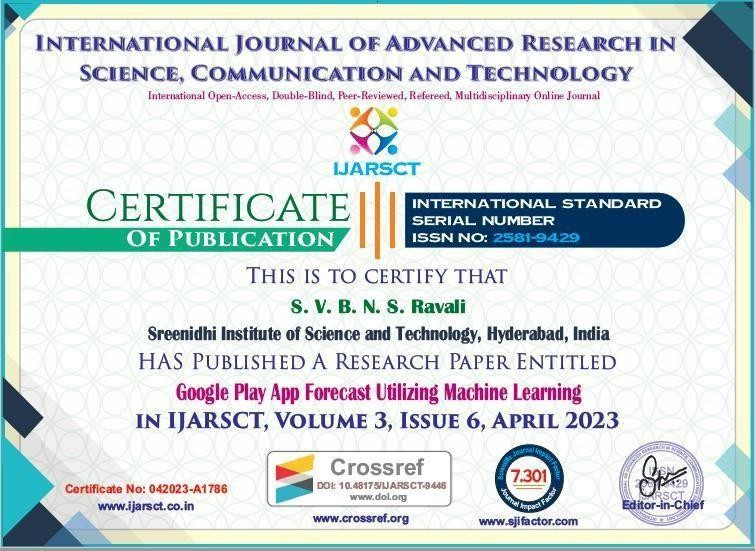 INTERNATIONAL JOURNAL OF ADVANCED RESEARCH IN
SCIENCE, COMMUNICATION AND TECHNOLOGY
International Open-Access, Double-Blind, Peer-Reviewed, Refereed, Multidisciplinary Online Journal
IJARSCT
CERTIFICATE
OF PUBLICATION
INTERNATIONAL STANDARD
SERIAL NUMBER
ISSN NO: 2581-9429
THIS IS TO CERTIFY THAT
S. V. B. N. S. Ravali
Sreenidhi Institute of Science and Technology, Hyderabad, India
HAS PUBLISHED A RESEARCH PAPER ENTITLED
Google Play App Forecast Utilizing Machine Learning
IN IJARSCT, VOLUME 3, ISSUE 6, APRIL 2023
Certificate No: 042023-A1786
www.ijarsct.co.in
Crossref
DOI: 10.48175/IJARSCT-9446
www.doi.org
www.crossref.org
Scientific Journal Impact Factor
7.301
Journal Impact Factor
www.sjifactor.com
ISSN
IJARSCT
Editor-in-Chief